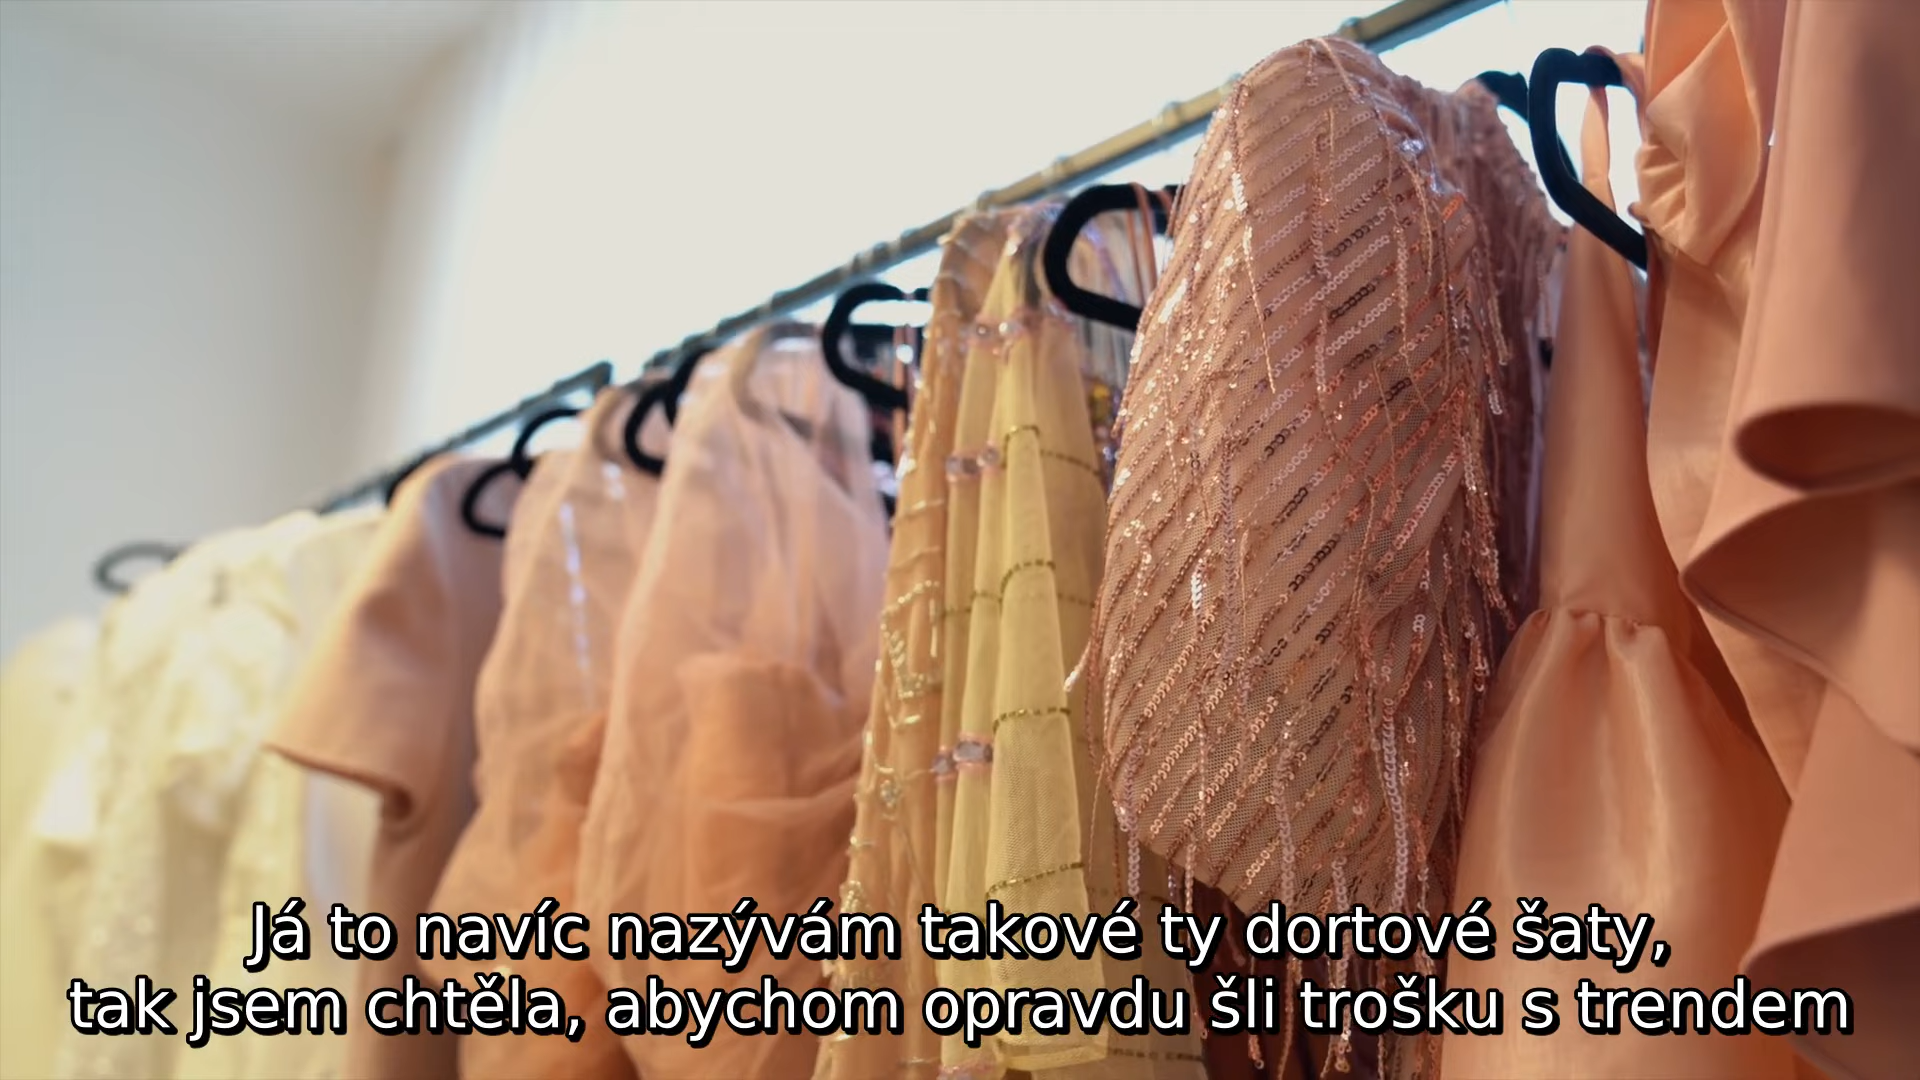 Já to navíc nazývám takové ty dortové šaty,
tak jsem chtěla, abychom opravdu šli trošku s trendem